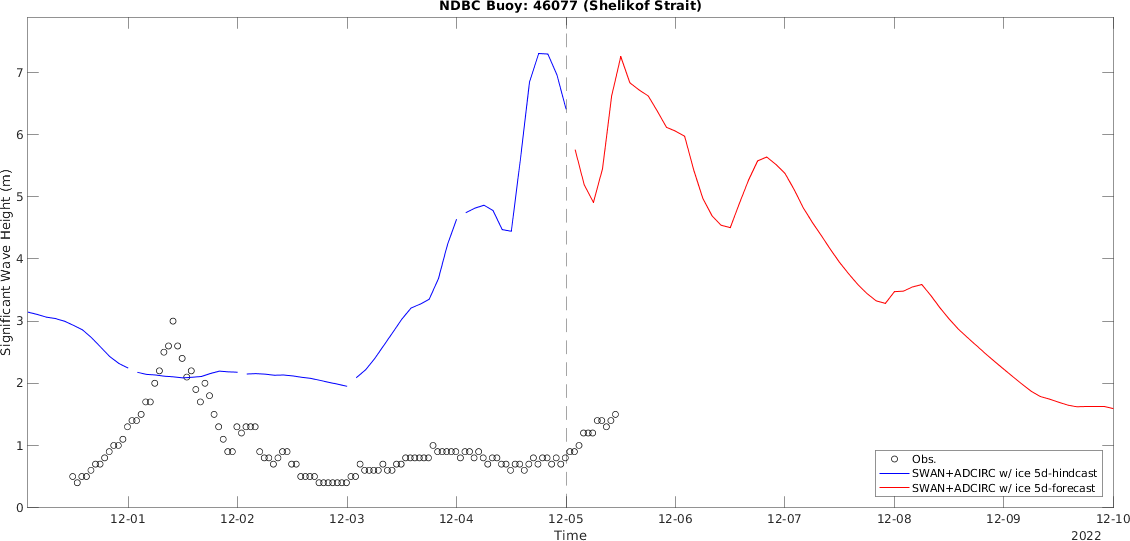 NDBC Buoy: 46077 (Shelikof Strait)
Significant Wave Height (m)
7
6
5
4
3
2
1
0
12-01 12-02 12-03 12-04 12-05 12-06 12-07 12-08 12-09 12-10
Time
2022
Obs.
SWAN+ADCIRC w/ ice 5d-hindcast
SWAN+ADCIRC w/ ice 5d-forecast